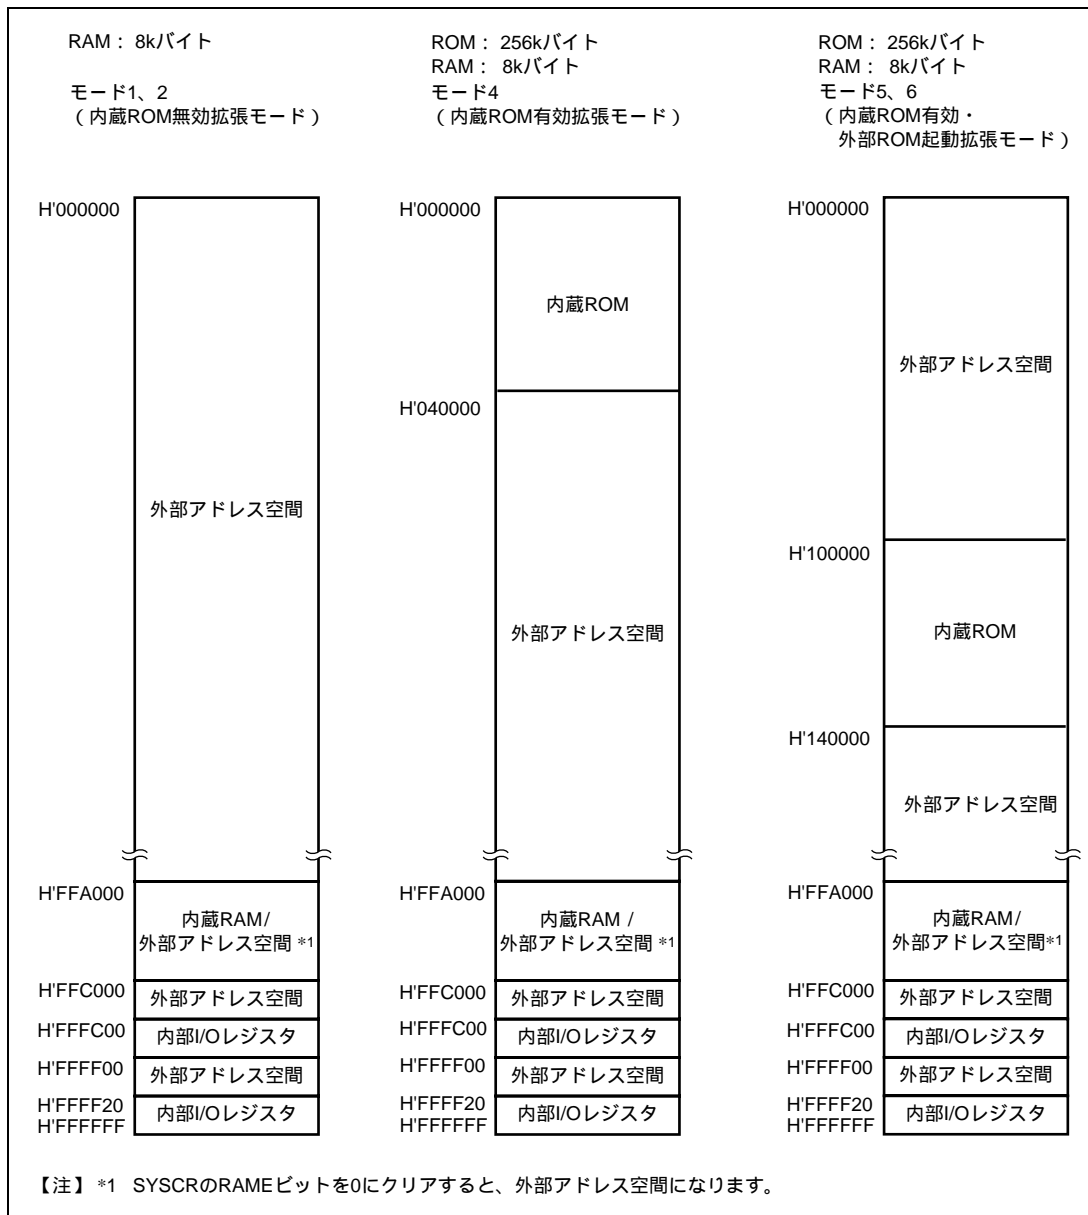 RAM： 8kバイト
モード1、2
（内蔵ROM無効拡張モード）
H'000000
外部アドレス空間
H'FFA000
内蔵RAM/
外部アドレス空間 *1
H'FFC000
外部アドレス空間
H'FFFC00
内部I/Oレジスタ
H'FFFF00
外部アドレス空間
H'FFFF20
内部I/Oレジスタ
H'FFFFFF
ROM： 256kバイト
RAM： 8kバイト
モード4
（内蔵ROM有効拡張モード）
H'000000
内蔵ROM
H'040000
外部アドレス空間
H'FFA000
内蔵RAM /
外部アドレス空間 *1
H'FFC000
外部アドレス空間
H'FFFC00
内部I/Oレジスタ
H'FFFF00
外部アドレス空間
H'FFFF20
内部I/Oレジスタ
H'FFFFFF
ROM： 256kバイト
RAM： 8kバイト
モード5、6
（内蔵ROM有効・
外部ROM起動拡張モード）
H'000000
外部アドレス空間
H'100000
内蔵ROM
H'140000
外部アドレス空間
H'FFA000
内蔵RAM/
外部アドレス空間*1
H'FFC000
外部アドレス空間
H'FFFC00
内部I/Oレジスタ
H'FFFF00
外部アドレス空間
H'FFFF20
内部I/Oレジスタ
H'FFFFFF
【注】 *1 SYSCRのRAMEビットを0にクリアすると、外部アドレス空間になります。